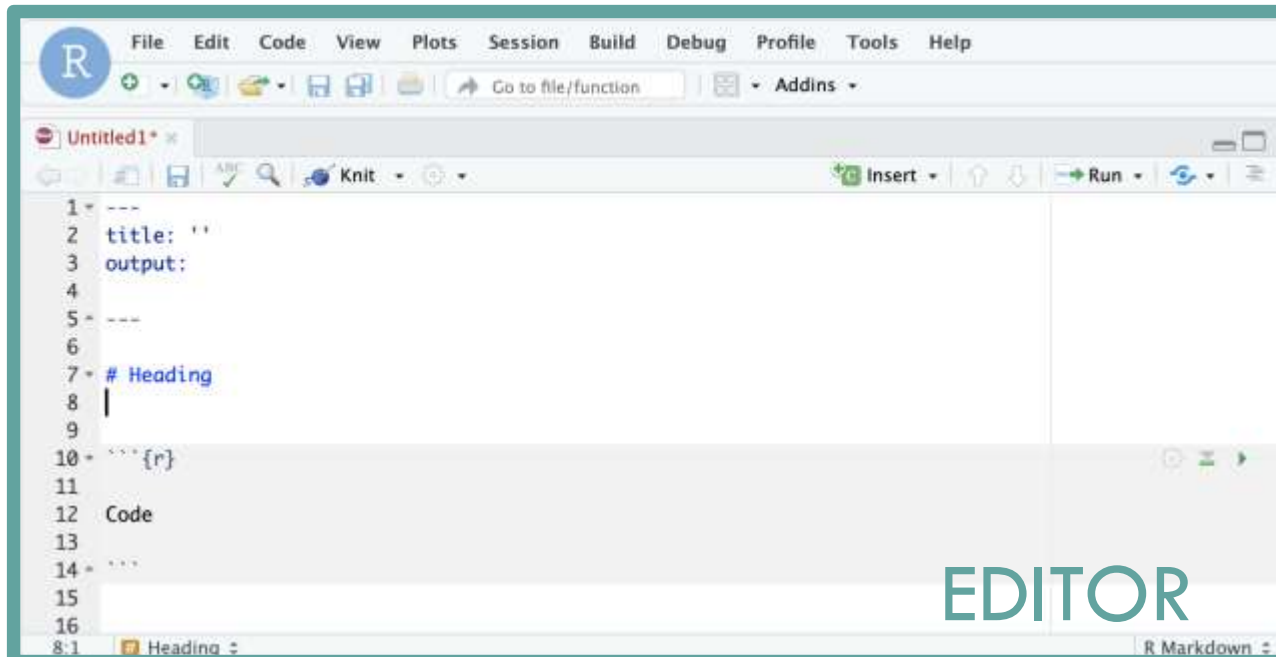 R
File Edit Code View Plots Session Build Debug Profile Tools Help
Go to file/function Addins
Untitled1*
ABC Knit Insert Run
1 ---
2 title: ''
3 output:
4
5 ---
6
7 # Heading
8
9
10 ```{r}
11
12 Code
13
14 ```
15
16
EDITOR
8:1 # Heading R Markdown